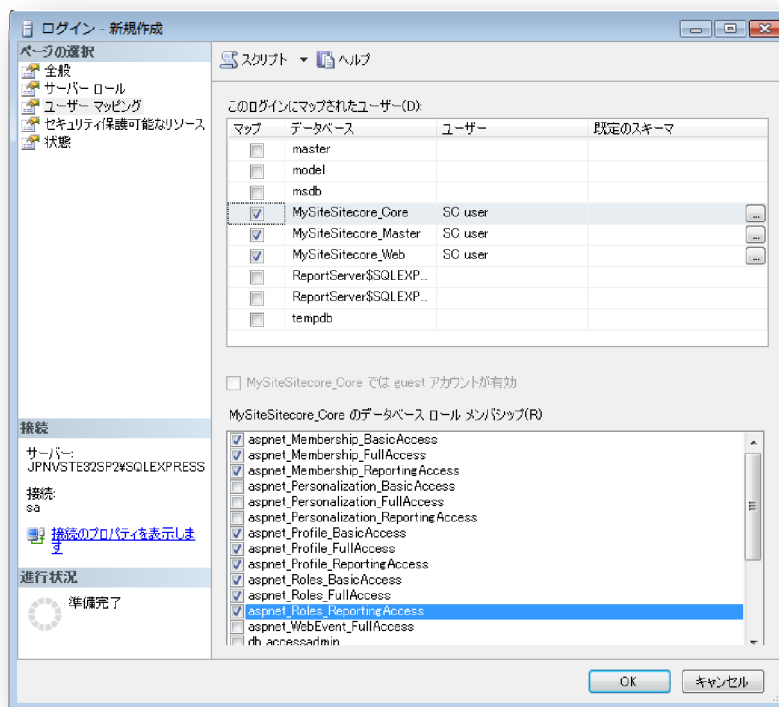 ログイン - 新規作成
ページの選択
全般
サーバー ロール
ユーザー マッピング
セキュリティ保護可能なリソース
状態
スクリプト
ヘルプ
このログインにマップされたユーザー(D):
マップ データベース ユーザー 既定のスキーマ
master
model
msdb
MySiteSitecore_Core SC user ...
MySiteSitecore_Master SC user ...
MySiteSitecore_Web SC user ...
ReportServer$SQLEXP...
ReportServer$SQLEXP...
tempdb
MySiteSitecore_Core では guest アカウントが有効
MySiteSitecore_Core のデータベース ロール メンバシップ(R)
aspnet_Membership_BasicAccess
aspnet_Membership_FullAccess
aspnet_Membership_ReportingAccess
aspnet_Personalization_BasicAccess
aspnet_Personalization_FullAccess
aspnet_Personalization_ReportingAccess
aspnet_Profile_BasicAccess
aspnet_Profile_FullAccess
aspnet_Profile_ReportingAccess
aspnet_Roles_BasicAccess
aspnet_Roles_FullAccess
aspnet_Roles_ReportingAccess
aspnet_WebEvent_FullAccess
db_accessadmin
接続
サーバー:
JPNVSTE32SP2¥SQLEXPRESS
接続:
sa
接続のプロパティを表示しま
す
進行状況
準備完了
OK
キャンセル